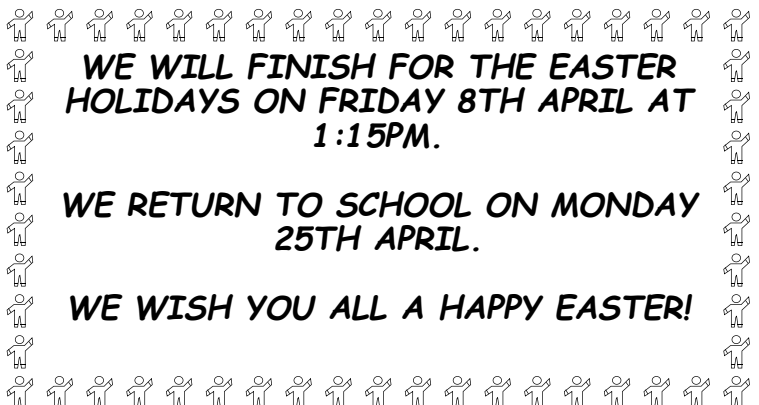 WE WILL FINISH FOR THE EASTER
HOLIDAYS ON FRIDAY 8TH APRIL AT
1:15PM.
WE RETURN TO SCHOOL ON MONDAY
25TH APRIL.
WE WISH YOU ALL A HAPPY EASTER!